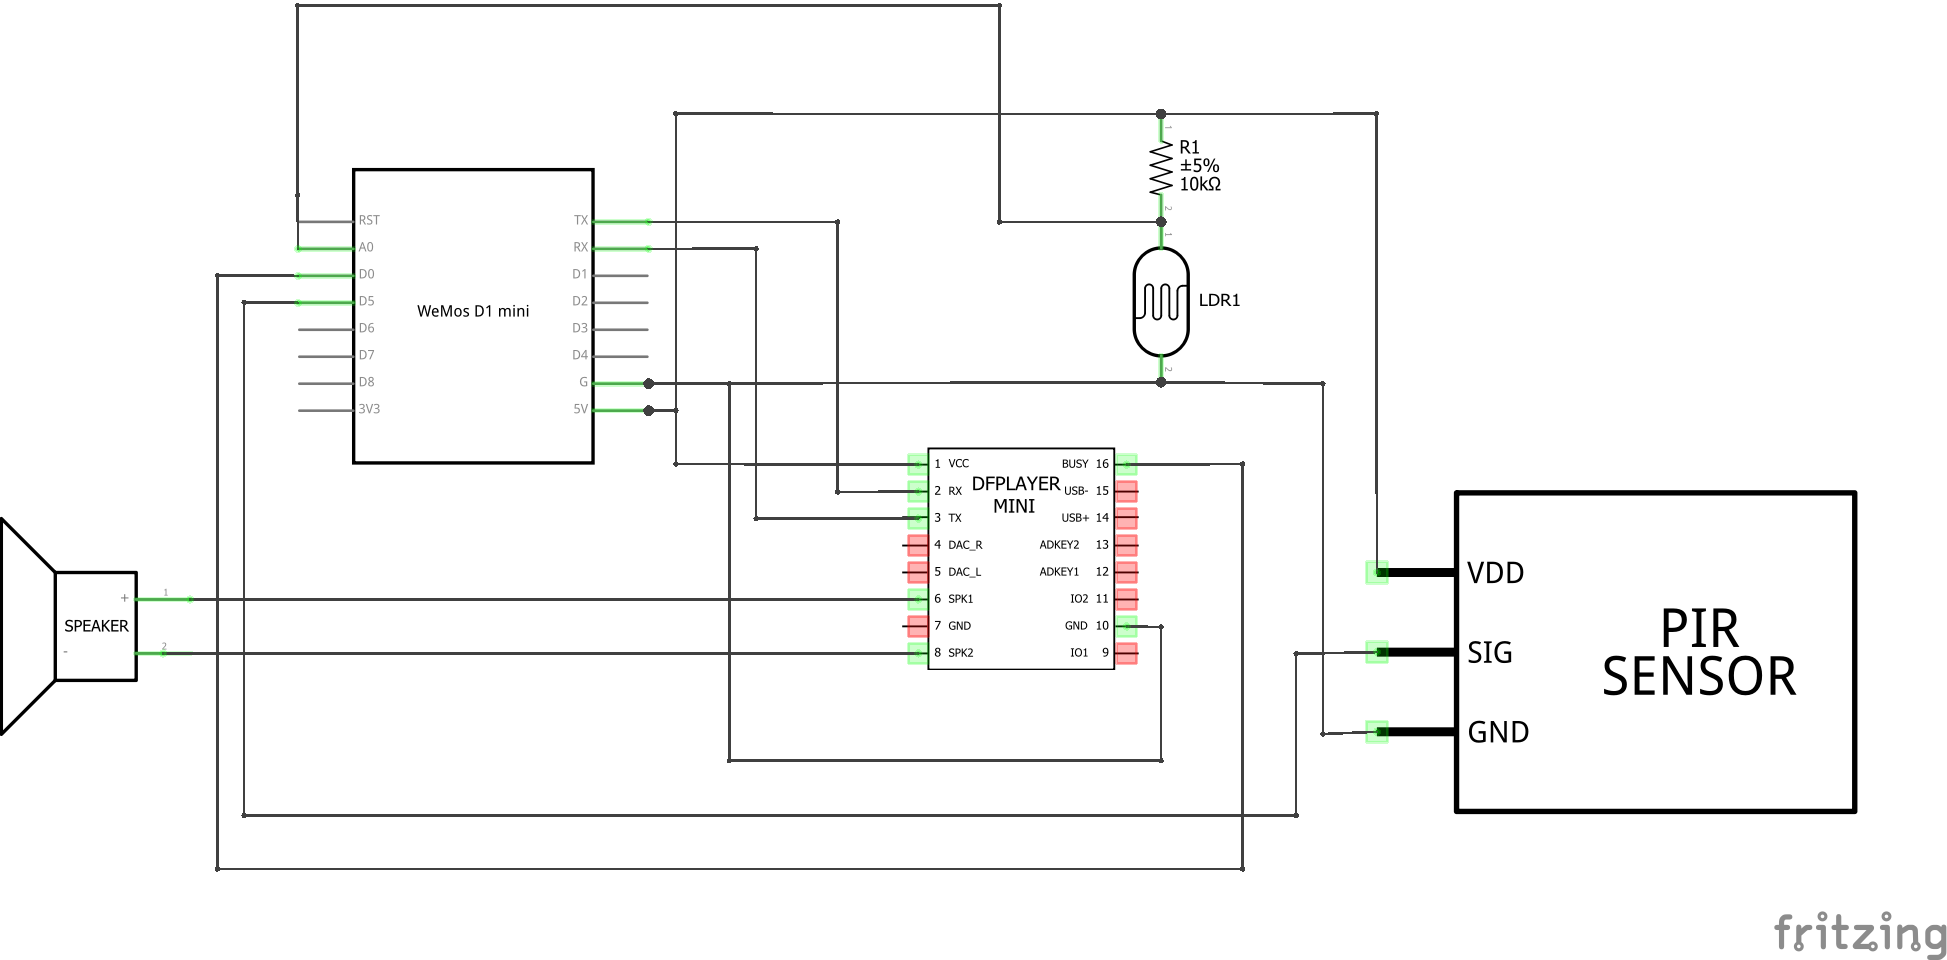 R1
±5%
10kΩ
1
2
1
LDR1
2
RST
A0
D0
D5
D6
D7
D8
3V3
WeMos D1 mini
TX
RX
D1
D2
D3
D4
G
5V
DFPLAYER
MINI
1 VCC
2 RX
3 TX
4 DAC_R
5 DAC_L
6 SPK1
7 GND
8 SPK2
BUSY 16
USB- 15
USB+ 14
ADKEY2 13
ADKEY1 12
IO2 11
GND 10
IO1 9
+ 1
SPEAKER
- 2
VDD
SIG
GND
PIR
SENSOR
fritzing